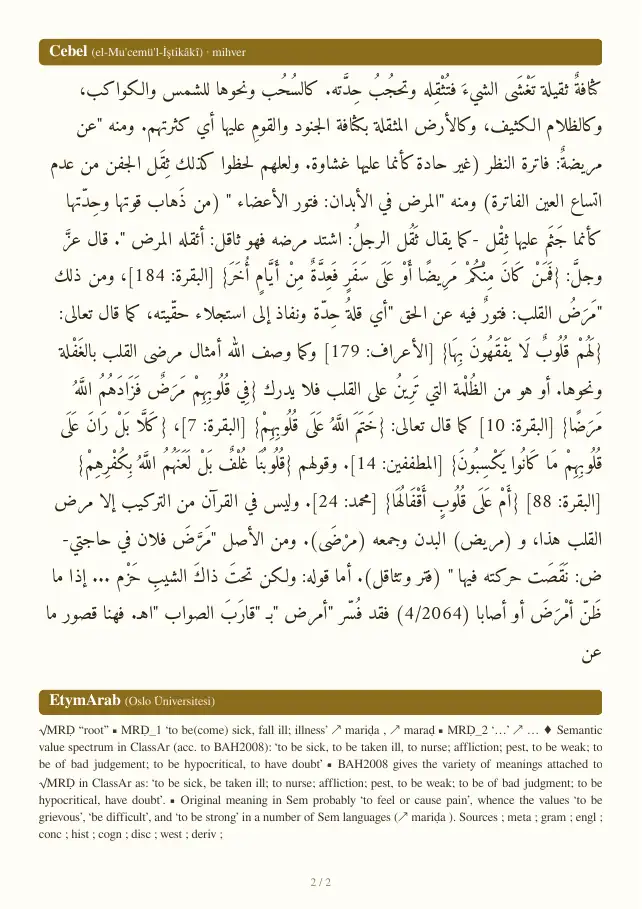 Cebel (el-Mu'cemü'l-İştikâkî) · mihver
كثافةٌ ثقيلة تَغْشَى الشيءَ فتُثْقِله وتحجُبُ حِدَّته. كالسُحُب ونحوها للشمس والكواكب،
وكالظلام الكثيف، وكالأرض المثقلة بكثافة الجنود والقومِ عليها أي كثرتهم. ومنه "عن
مريضةٌ: فاترة النظر (غير حادة كأنما عليها غشاوة. ولعلهم لحظوا كذلك ثِقَل الجفن من عدم
اتساع العين الفاترة) ومنه "المرض في الأبدان: فتور الأعضاء " (من ذَهاب قوتها وحِدّتها
كأنما جَثَم عليها ثِقْل -كما يقال ثَقُل الرجلُ: اشتد مرضه فهو ثاقل: أثقله المرض ". قال عزَّ
وجلَّ: {فَمَنْ كَانَ مِنْكُمْ مَرِيضًا أَوْ عَلَى سَفَرٍ فَعِدَّةٌ مِنْ أَيَّامٍ أُخَرَ} [البقرة: 184]، ومن ذلك
"مَرَضُ القلب: فتورٌ فيه عن الحق "أي قلةُ حِدّة ونفاذ إلى استجلاء حقّيته، كما قال تعالى:
{لَهُمْ قُلُوبٌ لَا يَفْقَهُونَ بِهَا} [الأعراف: 179] وكما وصف الله أمثال مرضى القلب بالغَفْلة
ونحوها. أو هو من الظُلْمة التي تَرِينُ على القلب فلا يدرك {فِي قُلُوبِهِمْ مَرَضٌ فَزَادَهُمُ اللَّهُ
مَرَضًا} [البقرة: 10] كما قال تعالى: {خَتَمَ اللَّهُ عَلَى قُلُوبِهِمْ} [البقرة: 7]، {كَلَّا بَلْ رَانَ عَلَى
قُلُوبِهِمْ مَا كَانُوا يَكْسِبُونَ} [المطففين: 14]. وقولهم {قُلُوبُنَا غُلْفٌ بَلْ لَعَنَهُمُ اللَّهُ بِكُفْرِهِمْ}
[البقرة: 88] {أَمْ عَلَى قُلُوبٍ أَقْفَالُهَا} [محمد: 24]. وليس في القرآن من التركيب إلا مرض
القلب هذا، و (مريض) البدن وجمعه (مرْضَى). ومن الأصل "مَرَّضَ فلان في حاجتي-
ض: نَقَصَت حركته فيها " (فتر وتثاقل). أما قوله: ولكن تحتَ ذاكَ الشيبِ حَزْم ... إذا ما
ظَنّ أمْرَضَ أو أصابا (4/2064) فقد فُسِّر "أمرض "بـ "قارَبَ الصواب "اهـ. فهنا قصور ما
عن
EtymArab (Oslo Üniversitesi)
√MRḌ “root” ▪ MRḌ_1 ‘to be(come) sick, fall ill; illness’ ↗ mariḍa , ↗ maraḍ ▪ MRḌ_2 ‘…’ ↗ … ♦ Semantic
value spectrum in ClassAr (acc. to BAH2008): ‘to be sick, to be taken ill, to nurse; affliction; pest, to be weak; to
be of bad judgement; to be hypocritical, to have doubt’ ▪ BAH2008 gives the variety of meanings attached to
√MRḌ in ClassAr as: ‘to be sick, be taken ill; to nurse; affliction; pest, to be weak; to be of bad judgment; to be
hypocritical, have doubt’. ▪ Original meaning in Sem probably ‘to feel or cause pain’, whence the values ‘to be
grievous’, ‘be difficult’, and ‘to be strong’ in a number of Sem languages (↗ mariḍa ). Sources ; meta ; gram ; engl ;
conc ; hist ; cogn ; disc ; west ; deriv ;
2 / 2